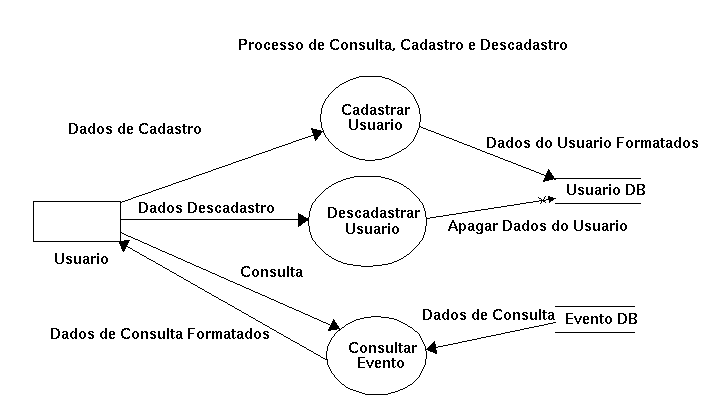 Processo de Consulta, Cadastro e Descadastro
Cadastrar
Usuario
Dados de Cadastro
Dados do Usuario Formatados
Usuario DB
Dados Descadastro
Descadastrar
Usuario
Apagar Dados do Usuario
Usuario
Consulta
Dados de Consulta
Evento DB
Dados de Consulta Formatados
Consultar
Evento